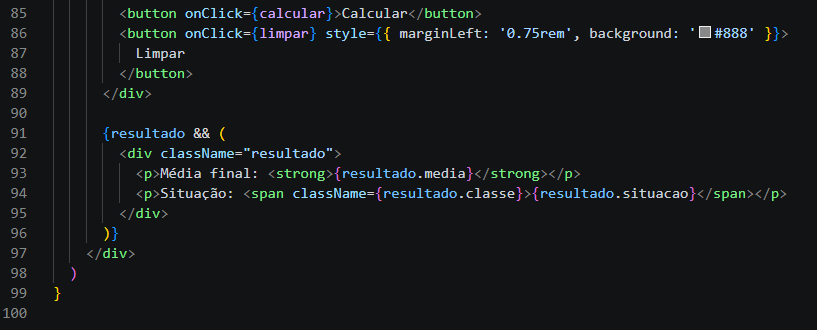 85 <button onClick={calcular}>Calcular</button>
86 <button onClick={limpar} style={{ marginLeft: '0.75rem', background: '#888' }}>
87 Limpar
88 </button>
89 </div>
90
91 {resultado && (
92 <div className="resultado">
93 <p>Média final: <strong>{resultado.media}</strong></p>
94 <p>Situação: <span className={resultado.classe}>{resultado.situacao}</span></p>
95 </div>
96 )}
97 </div>
98 )
99 }
100